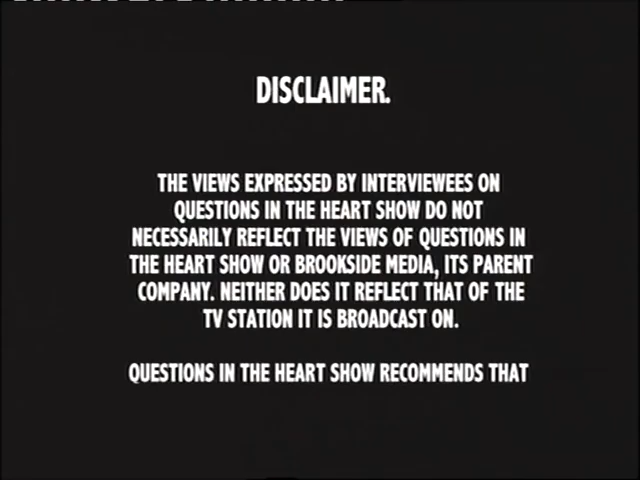 DISCLAIMER.
THE VIEWS EXPRESSED BY INTERVIEWEES ON
QUESTIONS IN THE HEART SHOW DO NOT
NECESSARILY REFLECT THE VIEWS OF QUESTIONS IN
THE HEART SHOW OR BROOKSIDE MEDIA, ITS PARENT
COMPANY. NEITHER DOES IT REFLECT THAT OF THE
TV STATION IT IS BROADCAST ON.
QUESTIONS IN THE HEART SHOW RECOMMENDS THAT